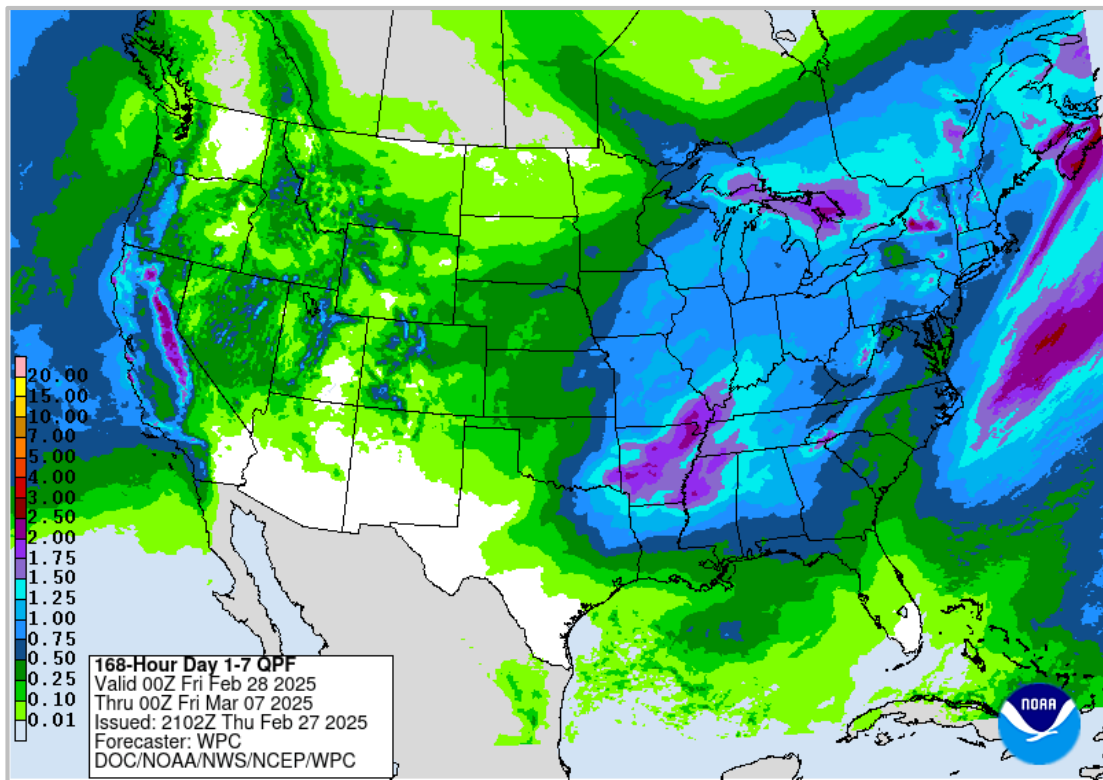 20.00
15.00
10.00
7.00
5.00
4.00
3.00
2.50
2.00
1.75
1.50
1.25
1.00
0.75
0.50
0.25
0.10
0.01
168-Hour Day 1-7 QPF
Valid 00Z Fri Feb 28 2025
Thru 00Z Fri Mar 07 2025
Issued: 2102Z Thu Feb 27 2025
Forecaster: WPC
DOC/NOAA/NWS/NCEP/WPC
NOAA